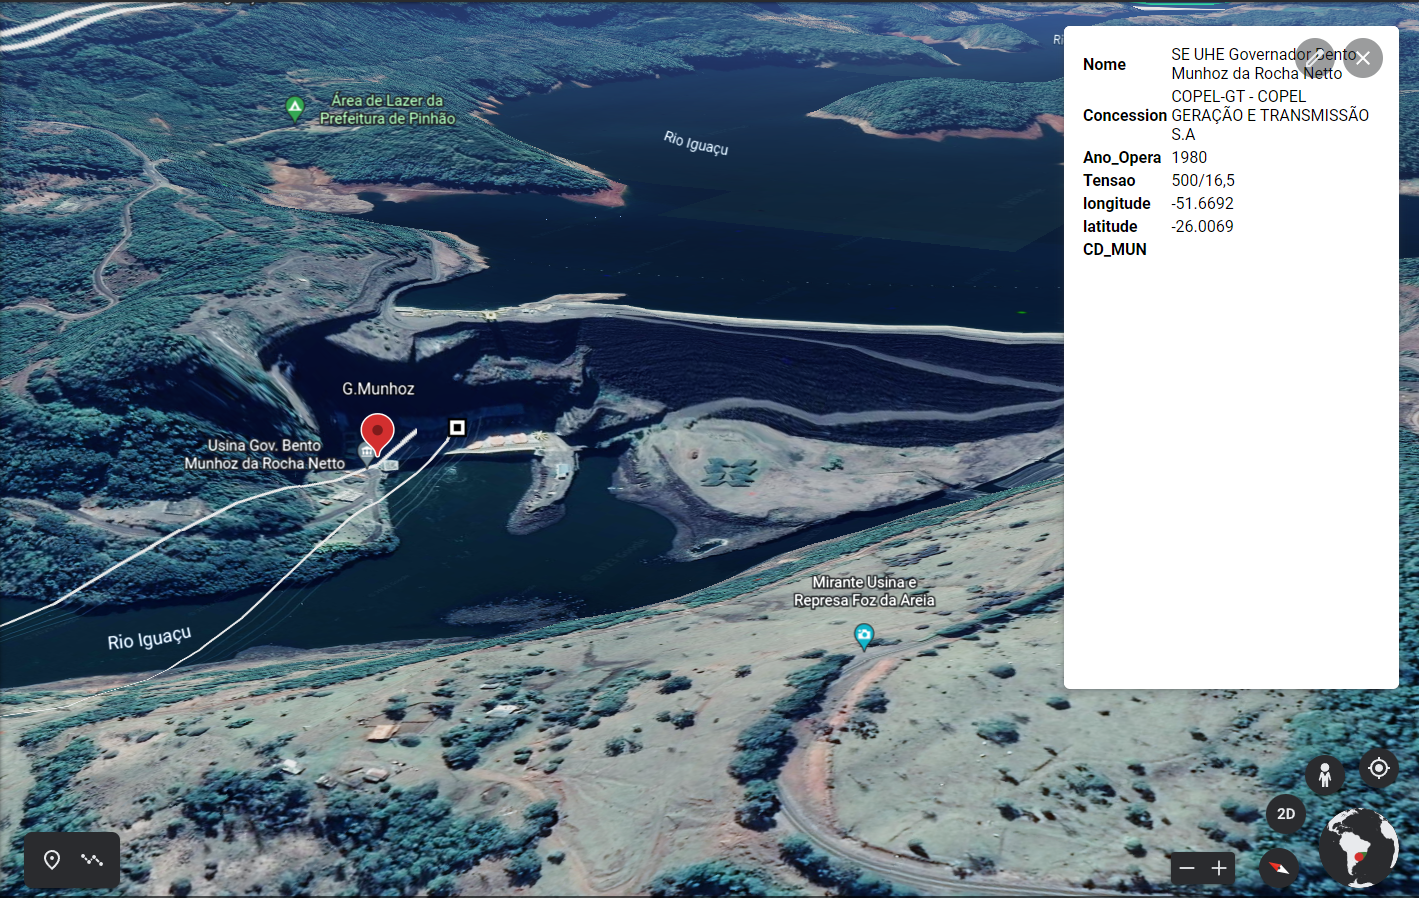 Área de Lazer da
Prefeitura de Pinhão
Rio Iguaçu
G.Munhoz
Usina Gov. Bento
Munhoz da Rocha Netto
Rio Iguaçu
Mirante Usina e
Represa Foz da Areia
Nome SE UHE Governador Bento
Munhoz da Rocha Netto
Concession COPEL-GT - COPEL
GERAÇÃO E TRANSMISSÃO
S.A
Ano_Opera 1980
Tensao 500/16,5
longitude -51.6692
latitude -26.0069
CD_MUN
2D